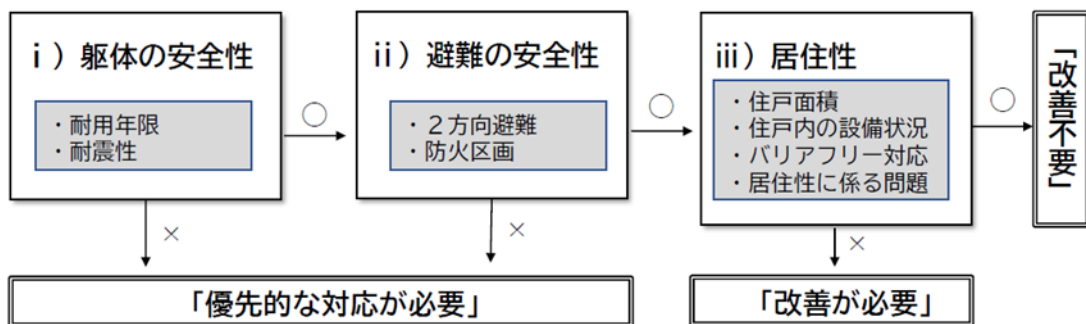 ⅰ）躯体の安全性
・耐用年限
・耐震性
○
×
ⅱ）避難の安全性
・２方向避難
・防火区画
○
×
ⅲ）居住性
・住戸面積
・住戸内の設備状況
・バリアフリー対応
・居住性に係る問題
○
×
「改善不要」
「優先的な対応が必要」
「改善が必要」